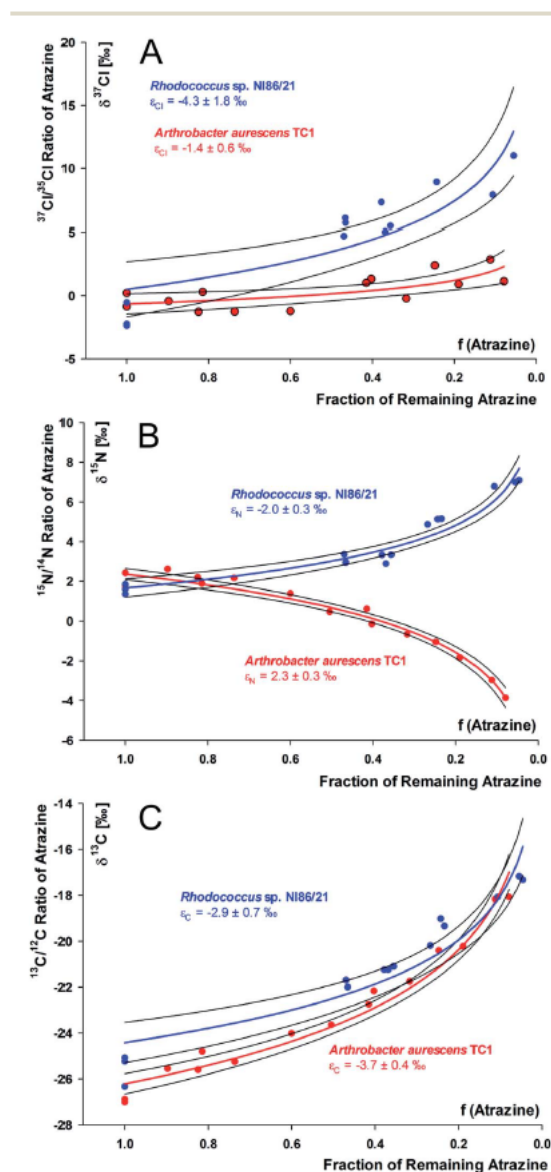 A
20
15
10
5
0
-5
δ 37Cl [‰]
37Cl/35Cl Ratio of Atrazine
Rhodococcus sp. NI86/21
εCl = -4.3 ± 1.8 ‰
Arthrobacter aurescens TC1
εCl = -1.4 ± 0.6 ‰
f (Atrazine)
1.0 0.8 0.6 0.4 0.2 0.0
Fraction of Remaining Atrazine
B
10
8
6
4
2
0
-2
-4
-6
δ 15N [‰]
15N/14N Ratio of Atrazine
Rhodococcus sp. NI86/21
εN = -2.0 ± 0.3 ‰
Arthrobacter aurescens TC1
εN = 2.3 ± 0.3 ‰
f (Atrazine)
1.0 0.8 0.6 0.4 0.2 0.0
Fraction of Remaining Atrazine
C
-14
-16
-18
-20
-22
-24
-26
-28
δ 13C [‰]
13C/12C Ratio of Atrazine
Rhodococcus sp. NI86/21
εC = -2.9 ± 0.7 ‰
Arthrobacter aurescens TC1
εC = -3.7 ± 0.4 ‰
f (Atrazine)
1.0 0.8 0.6 0.4 0.2 0.0
Fraction of Remaining Atrazine